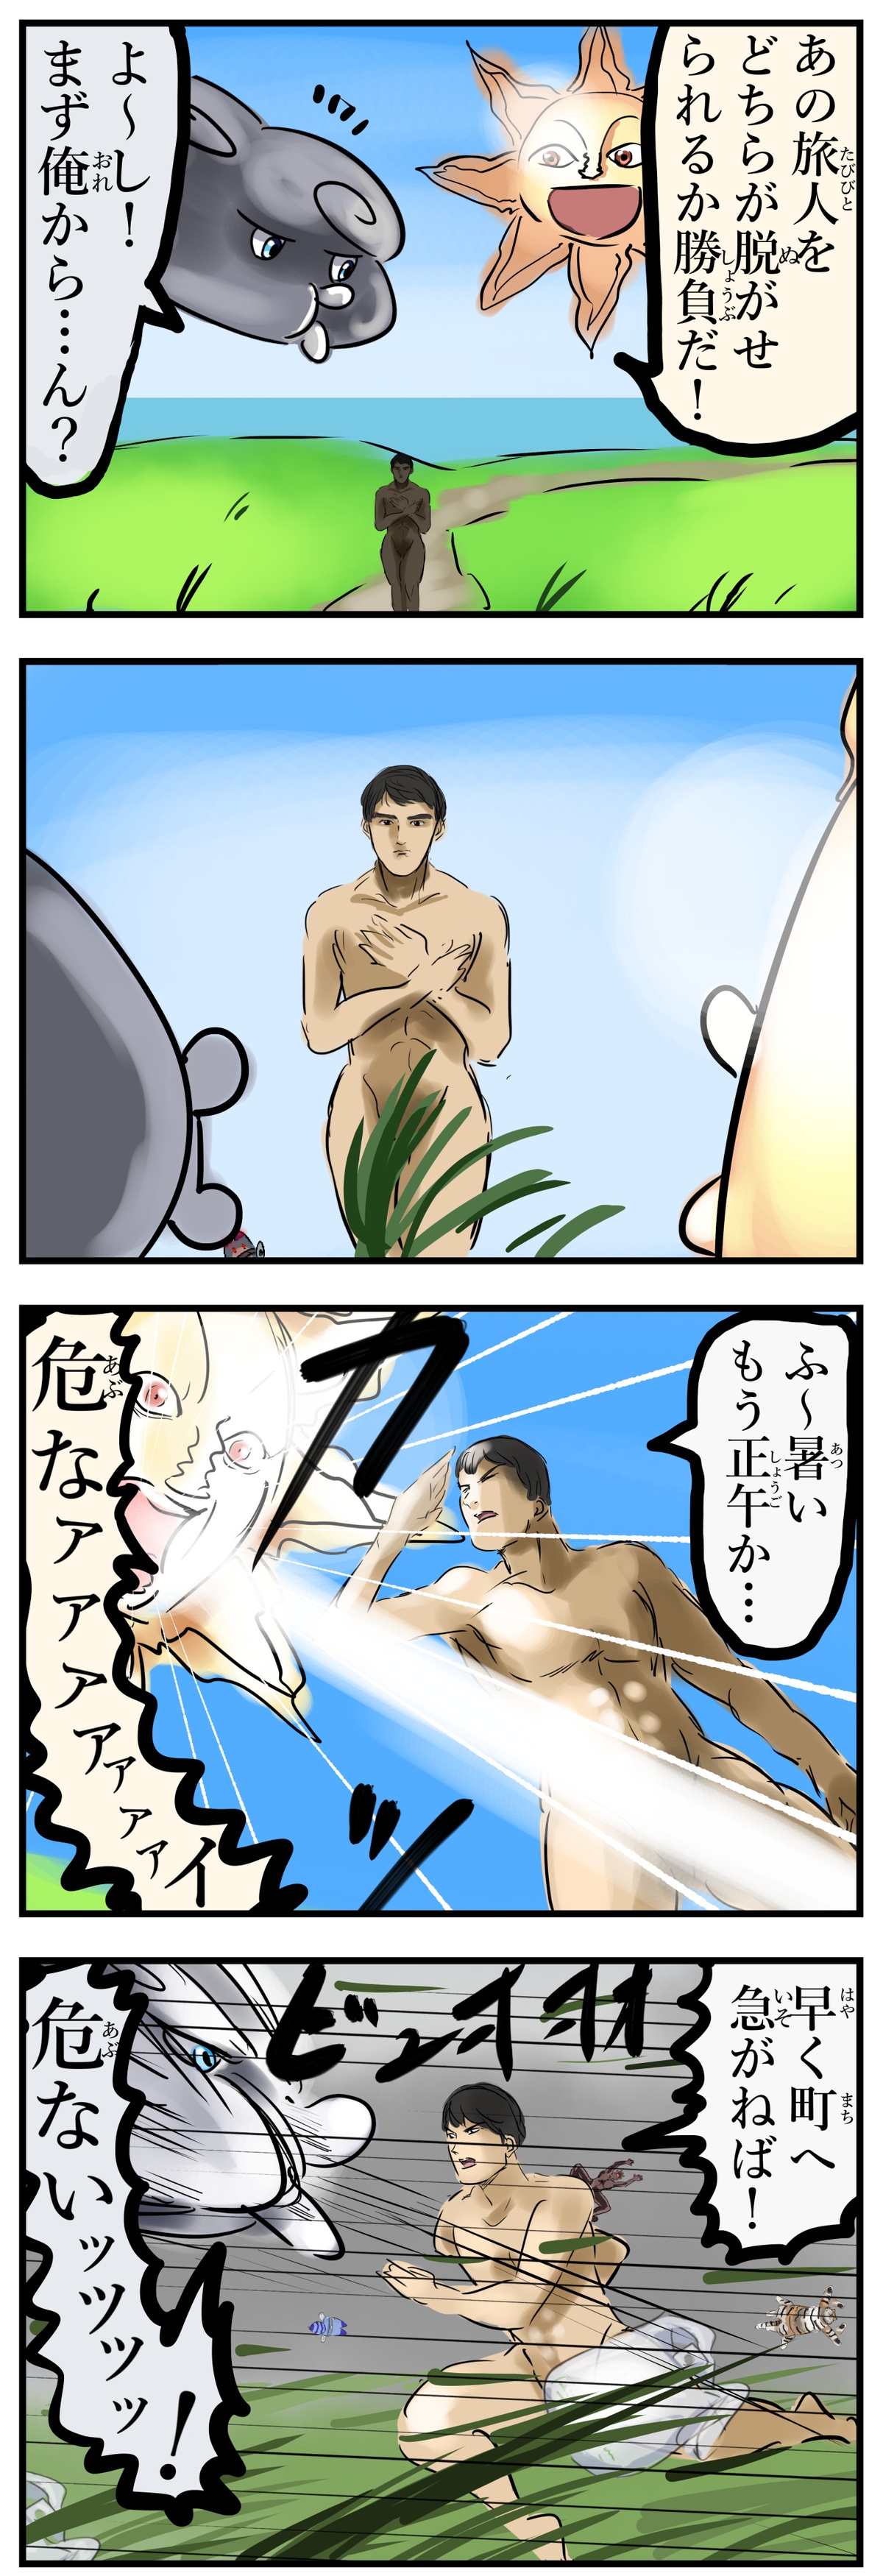 あの旅人を
どちらが脱がせ
られるか勝負だ！
よ～し！
まず俺から…ん？
ふ～暑い
もう正午か…
カッ
危なァァァァァァァイ
早く町へ
急がねば！
ビュオオオ
危ないッッッッッ！